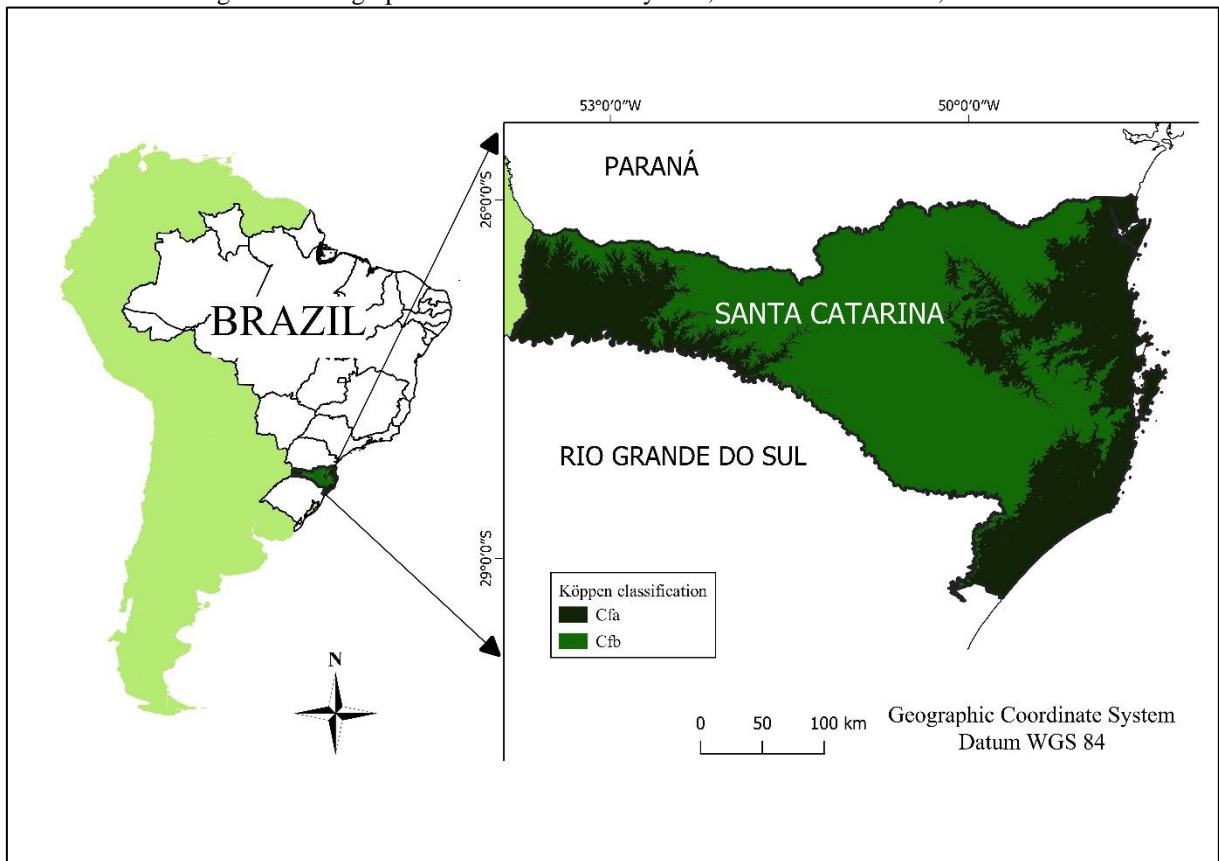 53°0'0"W
50°0'0"W
PARANÁ
26°0'0"S
BRAZIL
SANTA CATARINA
RIO GRANDE DO SUL
29°0'0"S
Köppen classification
Cfa
Cfb
N
0 50 100 km
Geographic Coordinate System
Datum WGS 84